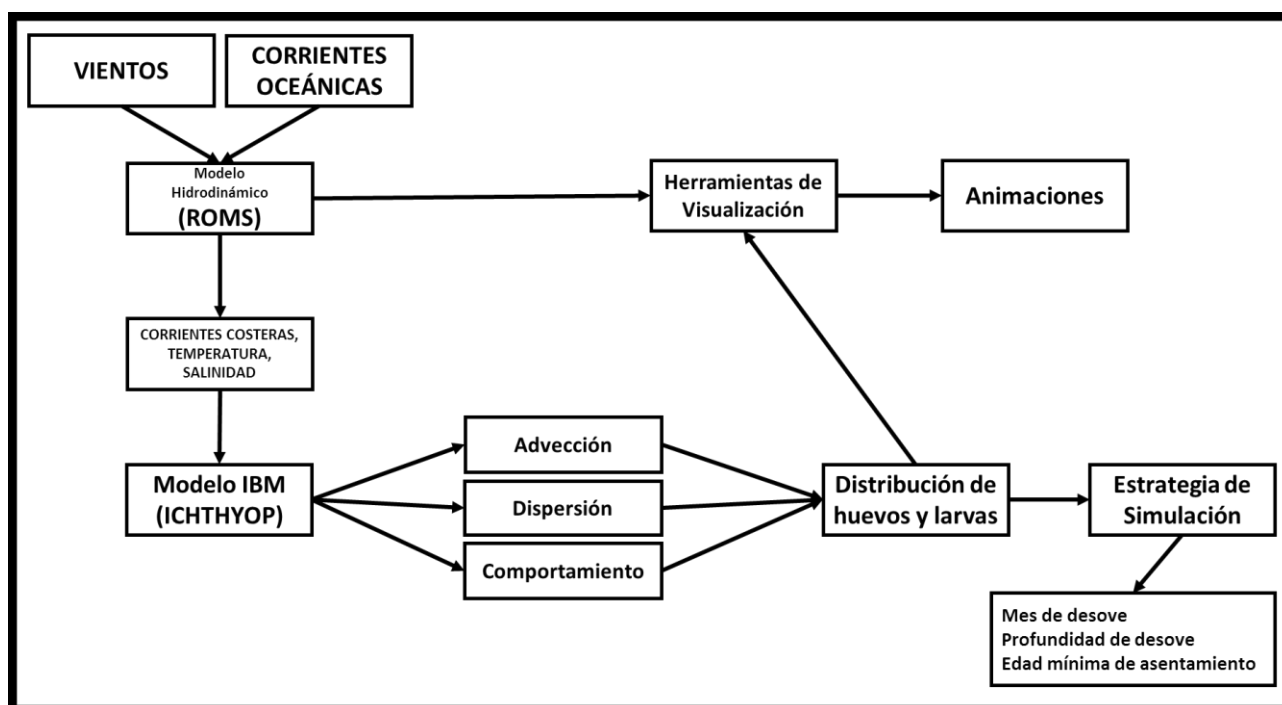 VIENTOS
CORRIENTES
OCEÁNICAS
Modelo
Hidrodinámico
(ROMS)
Herramientas de
Visualización
Animaciones
CORRIENTES COSTERAS,
TEMPERATURA,
SALINIDAD
Modelo IBM
(ICHTHYOP)
Advección
Dispersión
Comportamiento
Distribución de
huevos y larvas
Estrategia de
Simulación
Mes de desove
Profundidad de desove
Edad mínima de asentamiento